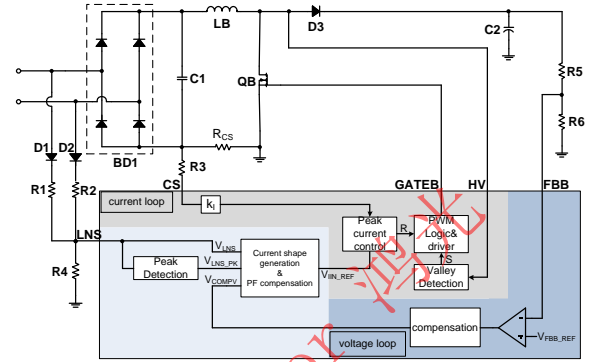 LB
D3
C2
C1
QB
R5
R6
D1
D2
BD1
RCS
R3
R1
R2
CS
GATEB
HV
FBB
current loop
kI
LNS
R4
Peak current control
R
PWM Logic& driver
S
Valley Detection
VLNS
Peak Detection
VLNS_PK
VCOMPV
Current shape generation & PF compensation
VIIN_REF
compensation
VFBB_REF
voltage loop
or